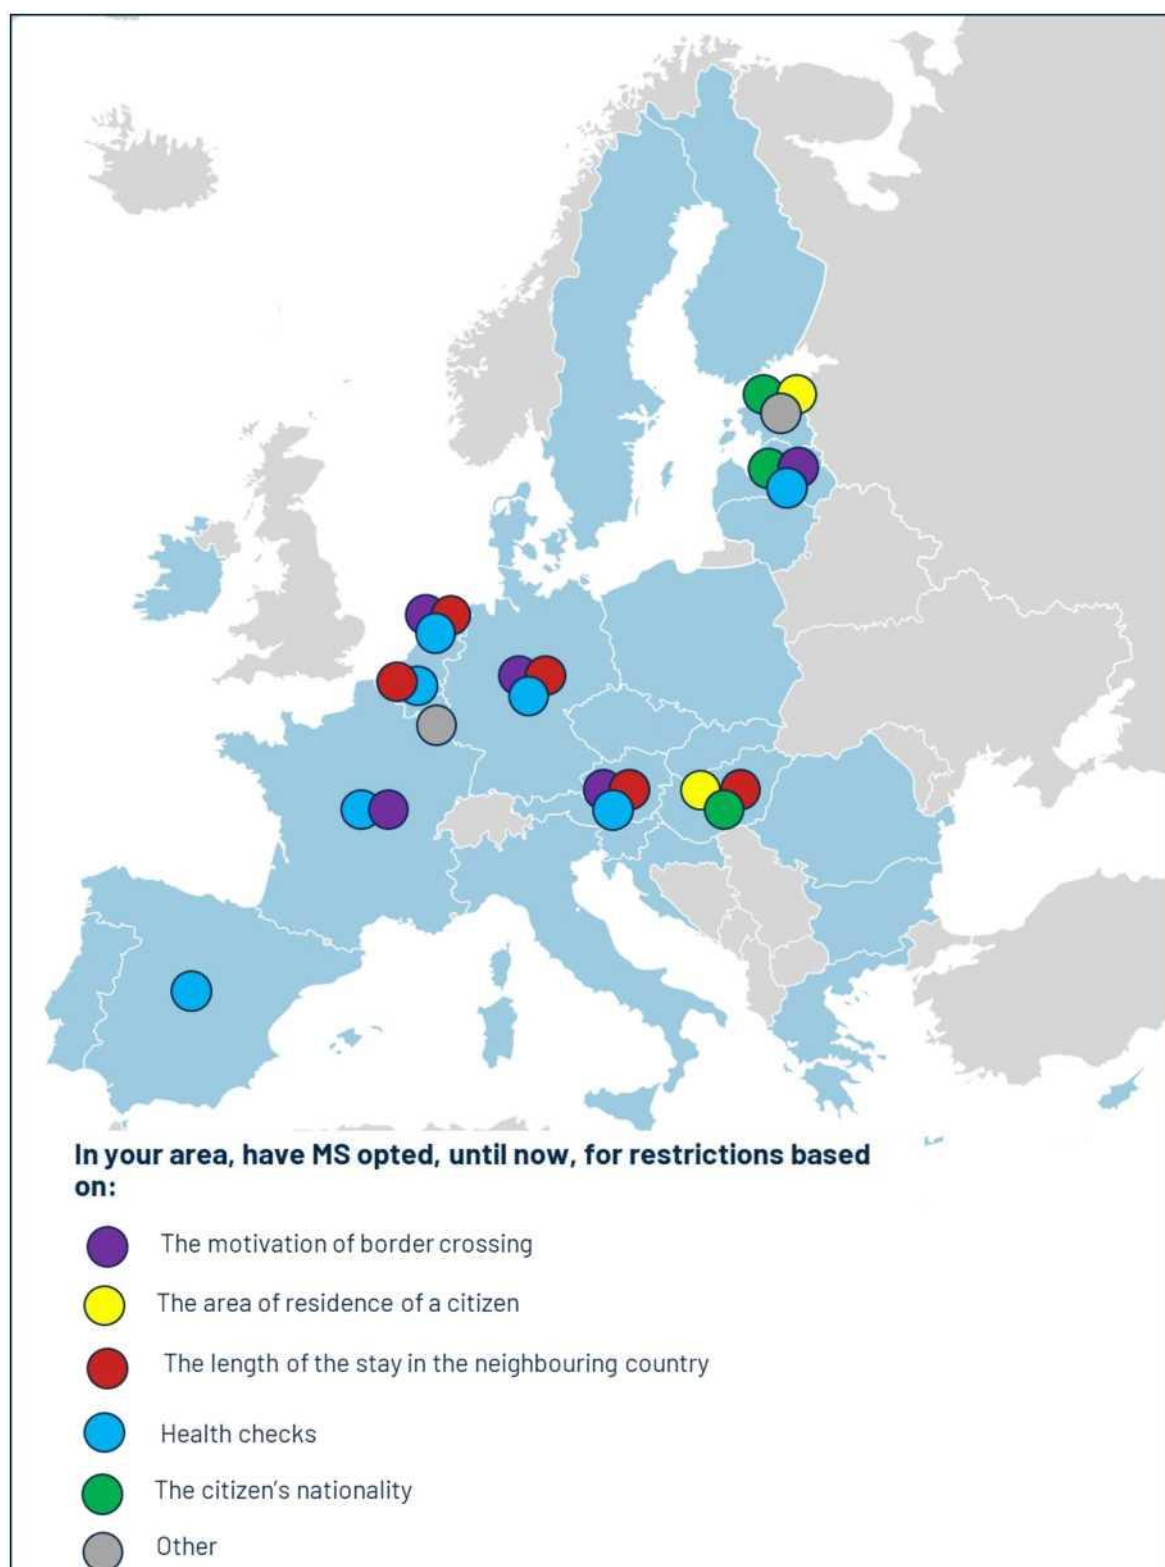 In your area, have MS opted, until now, for restrictions based
on:
The motivation of border crossing
The area of residence of a citizen
The length of the stay in the neighbouring country
Health checks
The citizen's nationality
Other